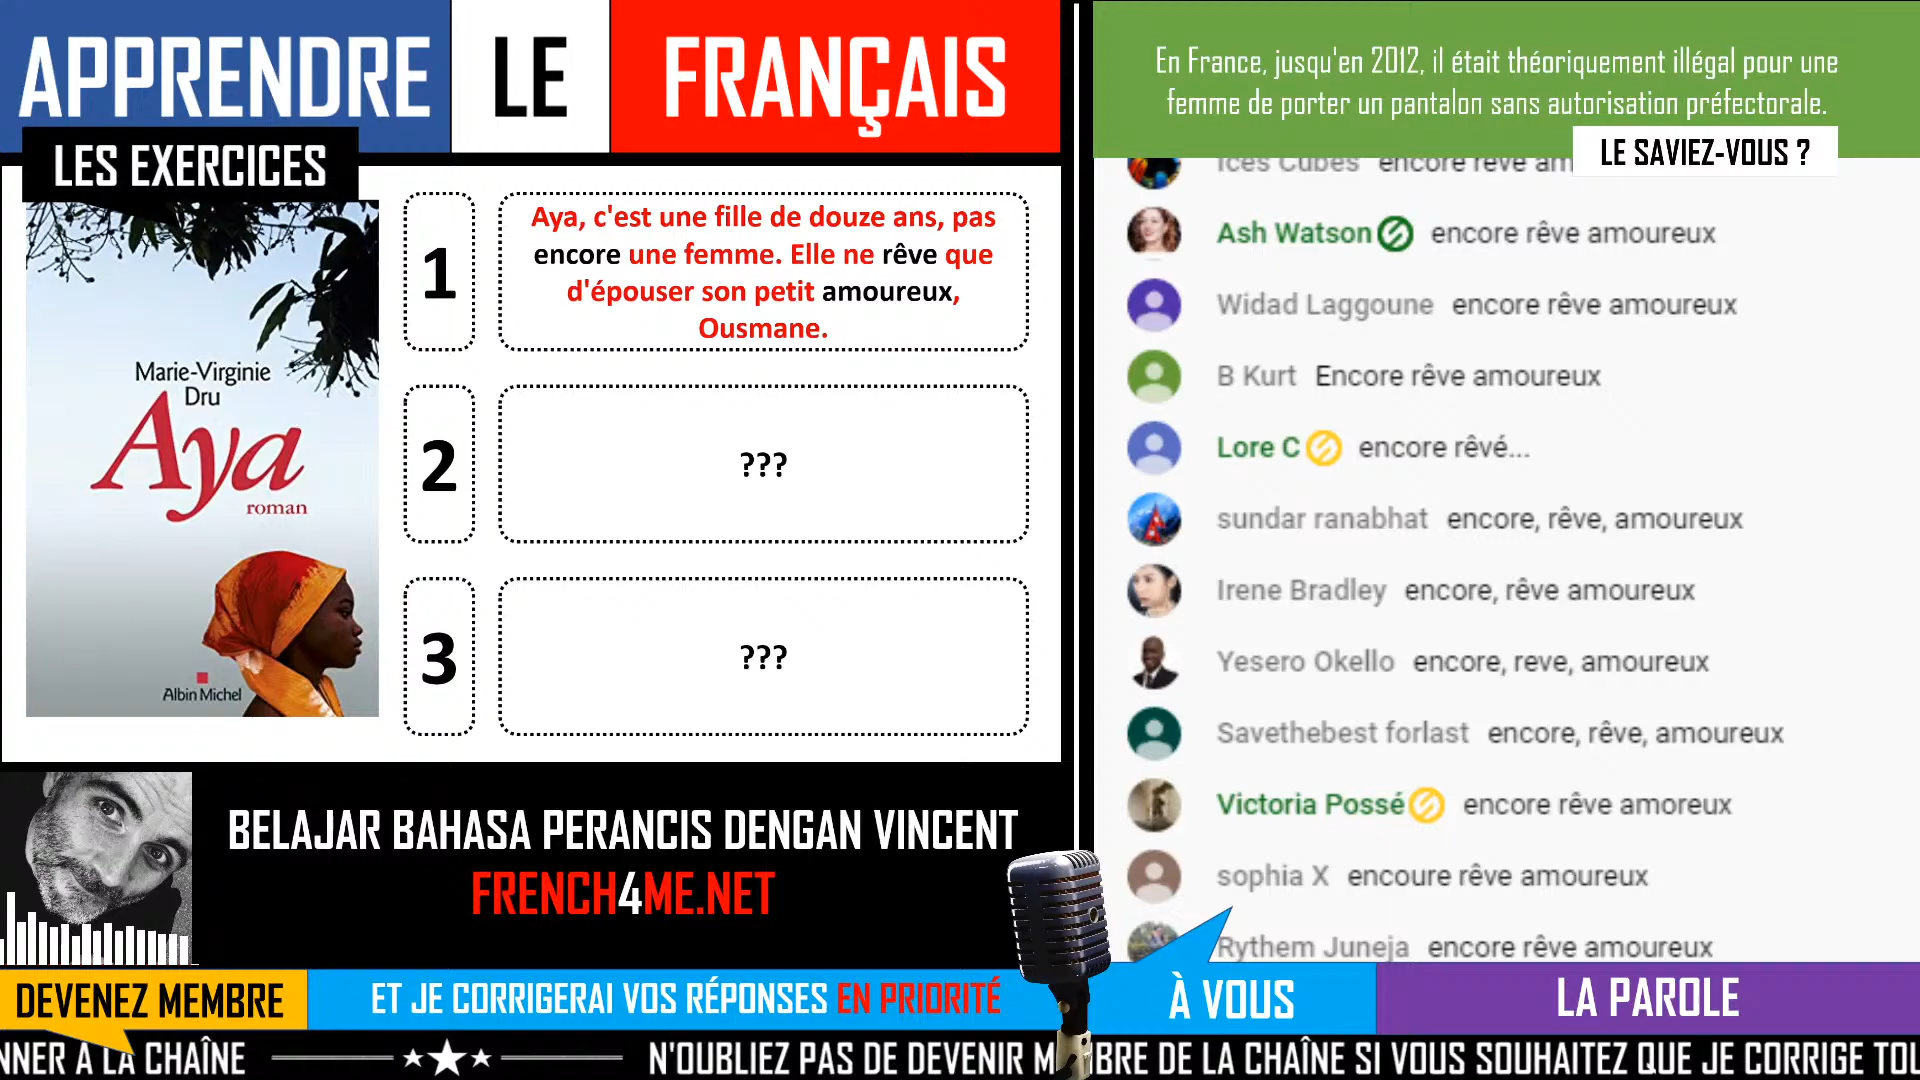 APPRENDRE LE FRANÇAIS
LES EXERCICES
Marie-Virginie
Dru
Aya
roman
Albin Michel
1
Aya, c'est une fille de douze ans, pas
encore une femme. Elle ne rêve que
d'épouser son petit amoureux,
Ousmane.
2
???
3
???
BELAJAR BAHASA PERANCIS DENGAN VINCENT
FRENCH4ME.NET
En France, jusqu'en 2012, il était théoriquement illégal pour une
femme de porter un pantalon sans autorisation préfectorale.
LE SAVIEZ-VOUS ?
Ices Cubes encore rêve am
Ash Watson encore rêve amoureux
Widad Laggoune encore rêve amoureux
B Kurt Encore rêve amoureux
Lore C encore rêvé...
sundar ranabhat encore, rêve, amoureux
Irene Bradley encore, rêve amoureux
Yesero Okello encore, reve, amoureux
Savethebest forlast encore, rêve, amoureux
Victoria Possé encore rêve amoreux
sophia X encoure rêve amoureux
Rythem Juneja encore rêve amoureux
DEVENEZ MEMBRE
ET JE CORRIGERAI VOS RÉPONSES EN PRIORITÉ
À VOUS
LA PAROLE
NNER À LA CHAÎNE
N'OUBLIEZ PAS DE DEVENIR M BRE DE LA CHAÎNE SI VOUS SOUHAITEZ QUE JE CORRIGE TOU